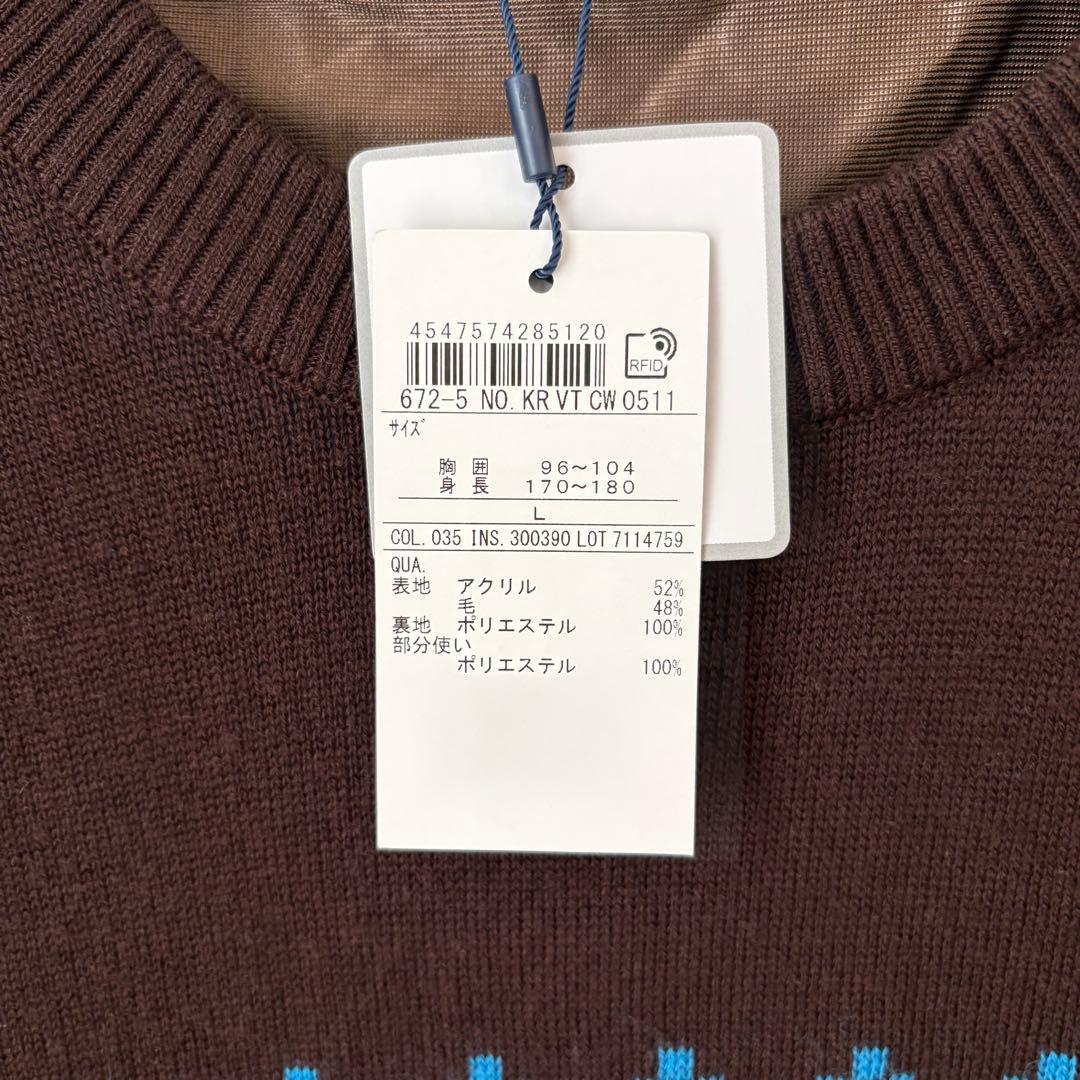 4547574285120
RFID
672-5 NO. KR VT CW 0511
サイズ
胸囲 96～104
身長 170～180
L
COL. 035 INS. 300390 LOT 7114759
QUA.
表地 アクリル 52%
毛 48%
裏地 ポリエステル 100%
部分使い
ポリエステル 100%